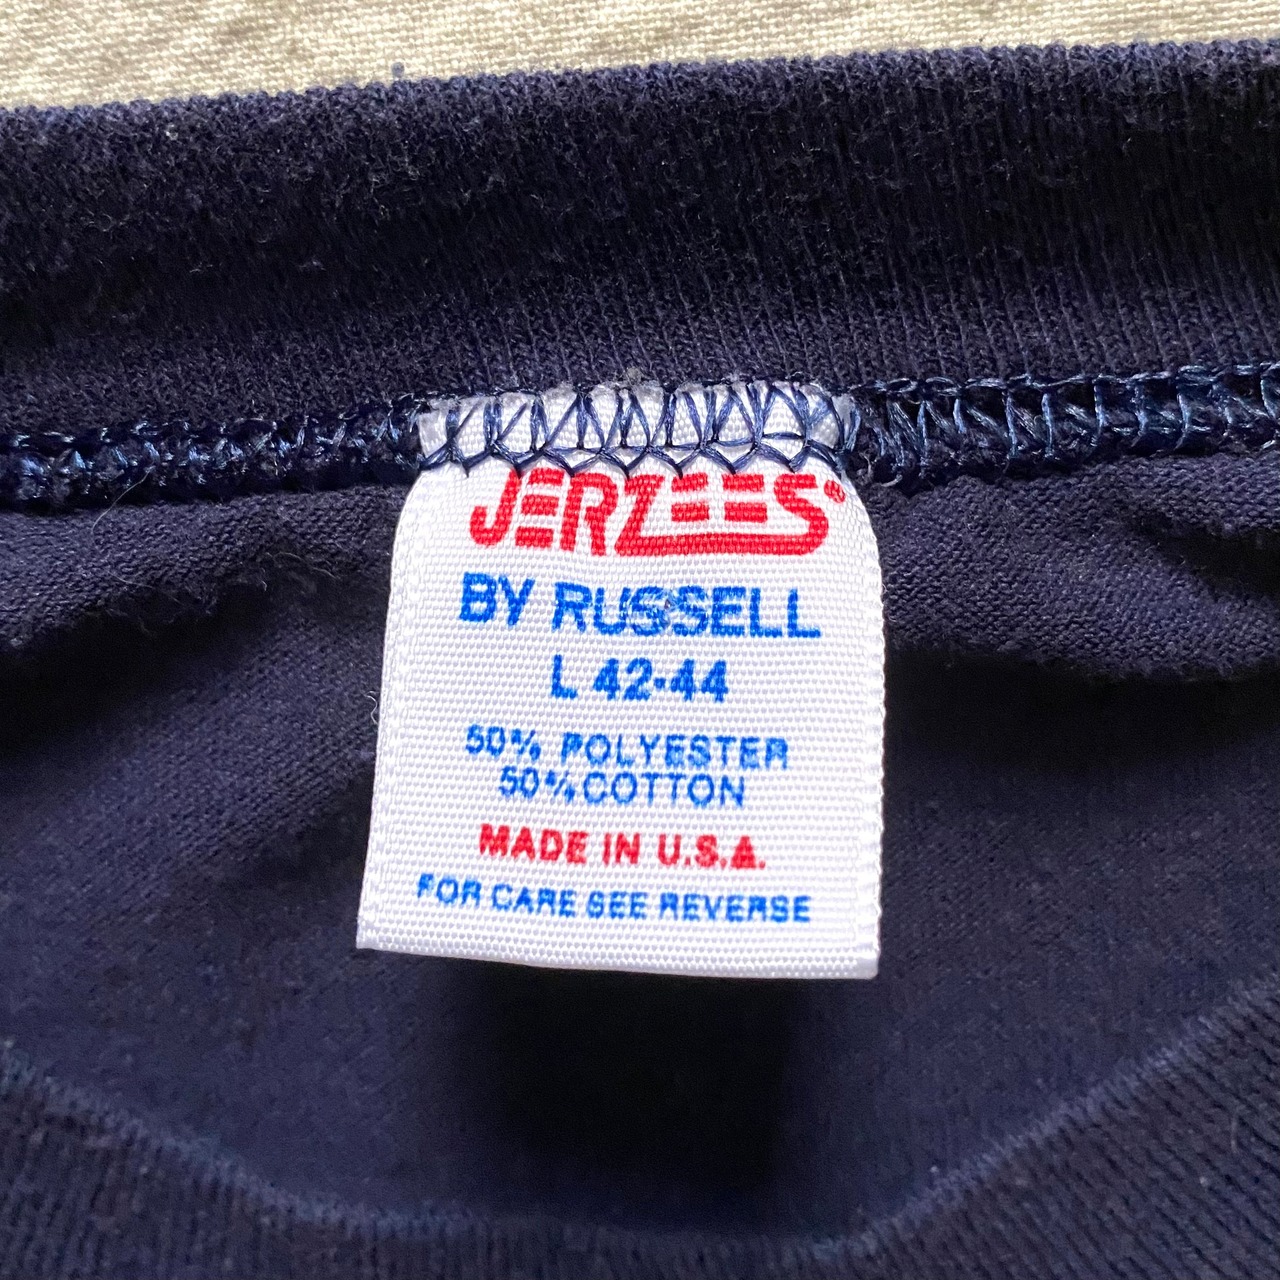 JERZEES®
BY RUSSELL
L 42-44
50% POLYESTER
50% COTTON
MADE IN U.S.A.
FOR CARE SEE REVERSE